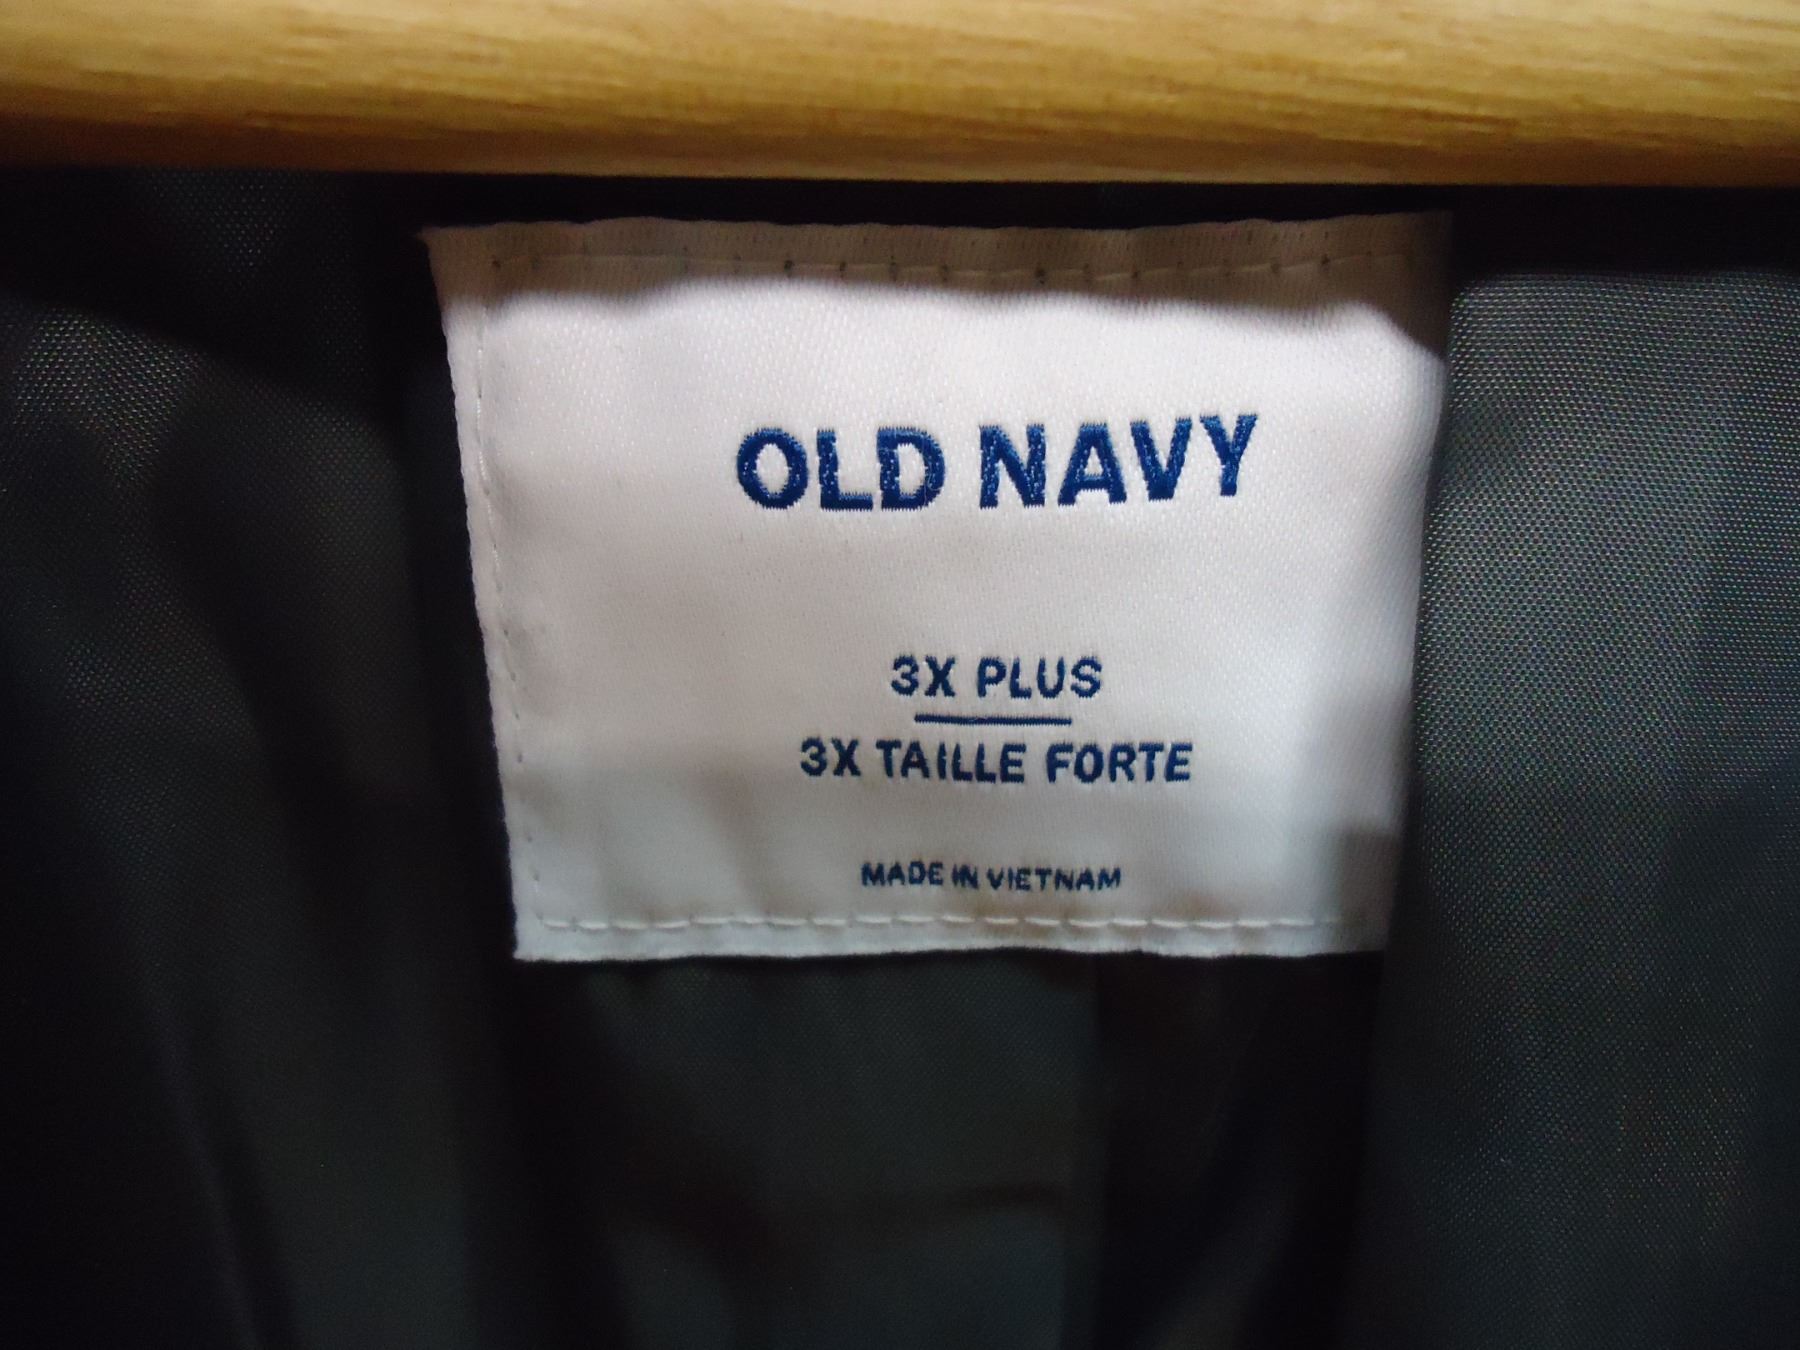 OLD NAVY
3X PLUS
3X TAILLE FORTE
MADE IN VIETNAM